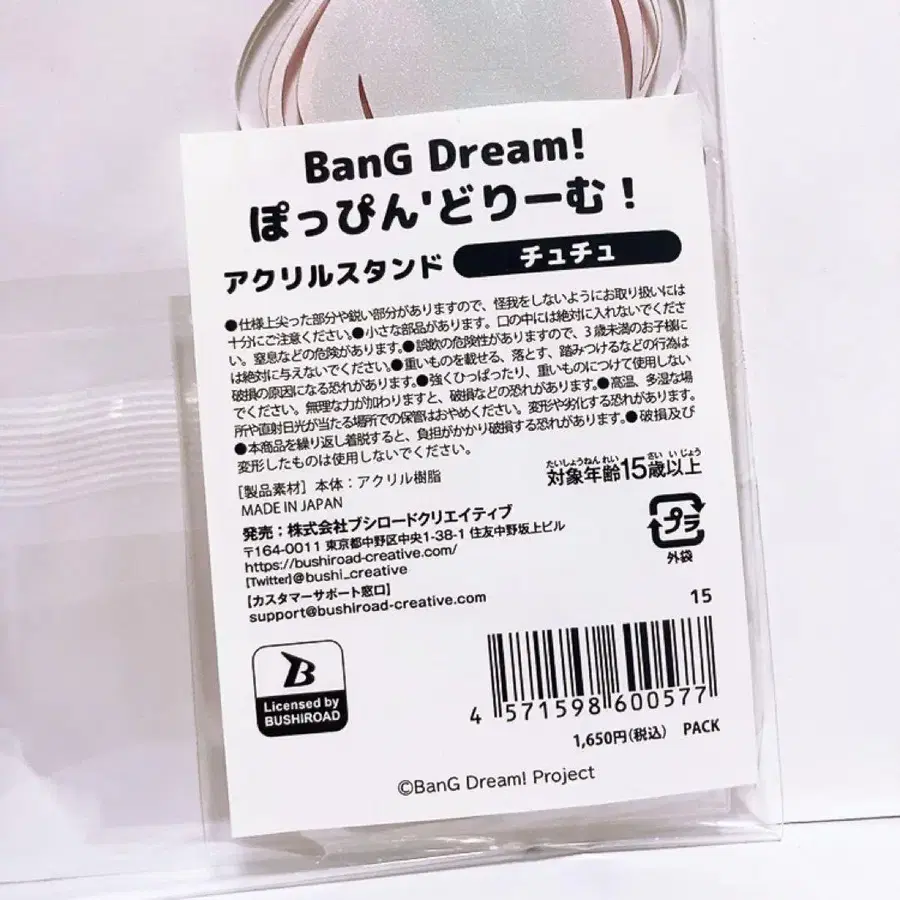 BanG Dream!
ぽっぴん'どりーむ！
アクリルスタンド チュチュ
●仕様上尖った部分や鋭い部分がありますので、怪我をしないようにお取り扱いには
十分にご注意ください。●小さな部品があります。口の中には絶対に入れないでくださ
い。窒息などの危険があります。●誤飲の危険性がありますので、3歳未満のお子様に
は絶対に与えないでください。●重いものを載せる、落とす、踏みつけるなどの行為は
破損の原因になる恐れがあります。●強くひっぱったり、重いものにつけて使用しない
でください。無理な力が加わりますと、破損などの恐れがあります。●高温、多湿な場
所や直射日光が当たる場所での保管はおやめください。変形や劣化する恐れがあります。
●本商品を繰り返し着脱すると、負担がかかり破損する恐れがあります。●破損及び
変形したものは使用しないでください。
［製品素材］本体：アクリル樹脂
MADE IN JAPAN
たいしょうねんれい さい いじょう
対象年齢15歳以上
発売：株式会社ブシロードクリエイティブ
〒164-0011 東京都中野区中央1-38-1 住友中野坂上ビル
https://bushiroad-creative.com/
[Twitter]@bushi_creative
【カスタマーサポート窓口】
support@bushiroad-creative.com
プラ
外袋
15
B
Licensed by
BUSHIROAD
4 571598 600577
1,650円（税込） PACK
©BanG Dream! Project